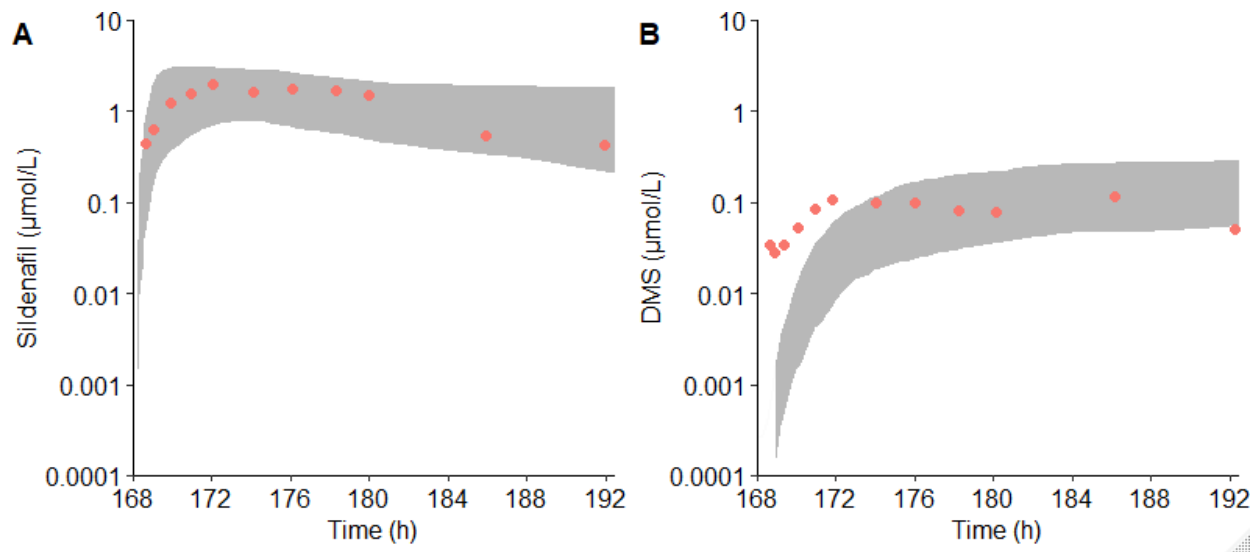 A
Sildenafil (µmol/L)
10
1
0.1
0.01
0.001
0.0001
168 172 176 180 184 188 192
Time (h)
B
DMS (µmol/L)
10
1
0.1
0.01
0.001
0.0001
168 172 176 180 184 188 192
Time (h)